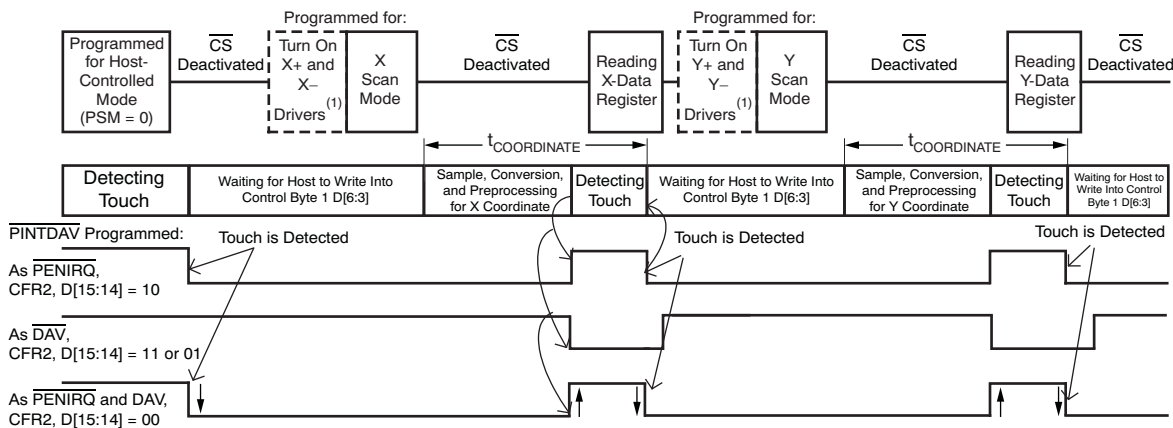 Programmed for:
Programmed for:
Programmed
for Host-
Controlled
Mode
(PSM = 0)
CS
Deactivated
Turn On
X+ and
X–
Drivers(1)
X
Scan
Mode
CS
Deactivated
Reading
X-Data
Register
Turn On
Y+ and
Y–
Drivers(1)
Y
Scan
Mode
CS
Deactivated
Reading
Y-Data
Register
CS
Deactivated
tCOORDINATE
tCOORDINATE
Detecting
Touch
Waiting for Host to Write Into
Control Byte 1 D[6:3]
Sample, Conversion,
and Preprocessing
for X Coordinate
Detecting
Touch
Waiting for Host to Write Into
Control Byte 1 D[6:3]
Sample, Conversion,
and Preprocessing
for Y Coordinate
Detecting
Touch
Waiting for Host to
Write Into Control
Byte 1 D[6:3]
PINTDAV Programmed:
Touch is Detected
Touch is Detected
Touch is Detected
As PENIRQ,
CFR2, D[15:14] = 10
As DAV,
CFR2, D[15:14] = 11 or 01
As PENIRQ and DAV,
CFR2, D[15:14] = 00